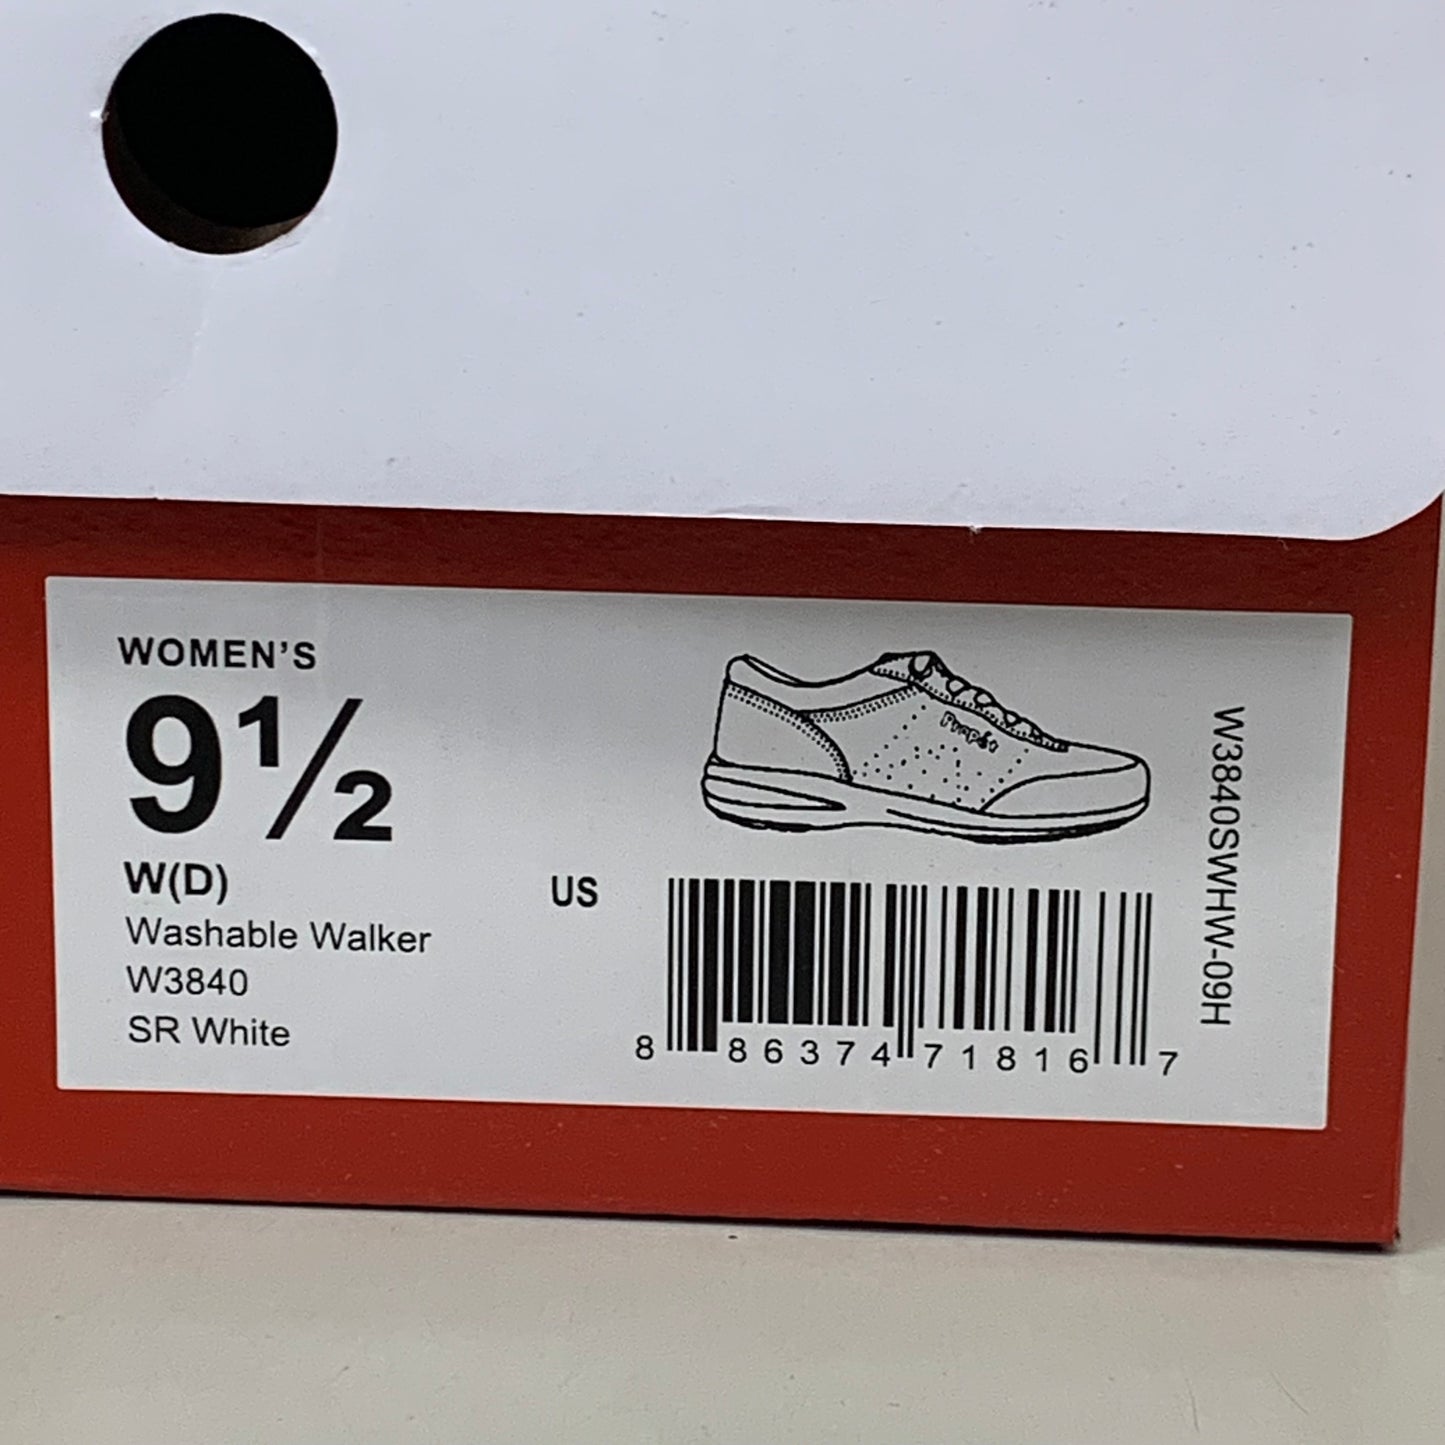 WOMEN'S
9½
W(D)
Washable Walker
W3840
SR White
US
Propét
8 86374 71816 7
W3840SWHW-09H